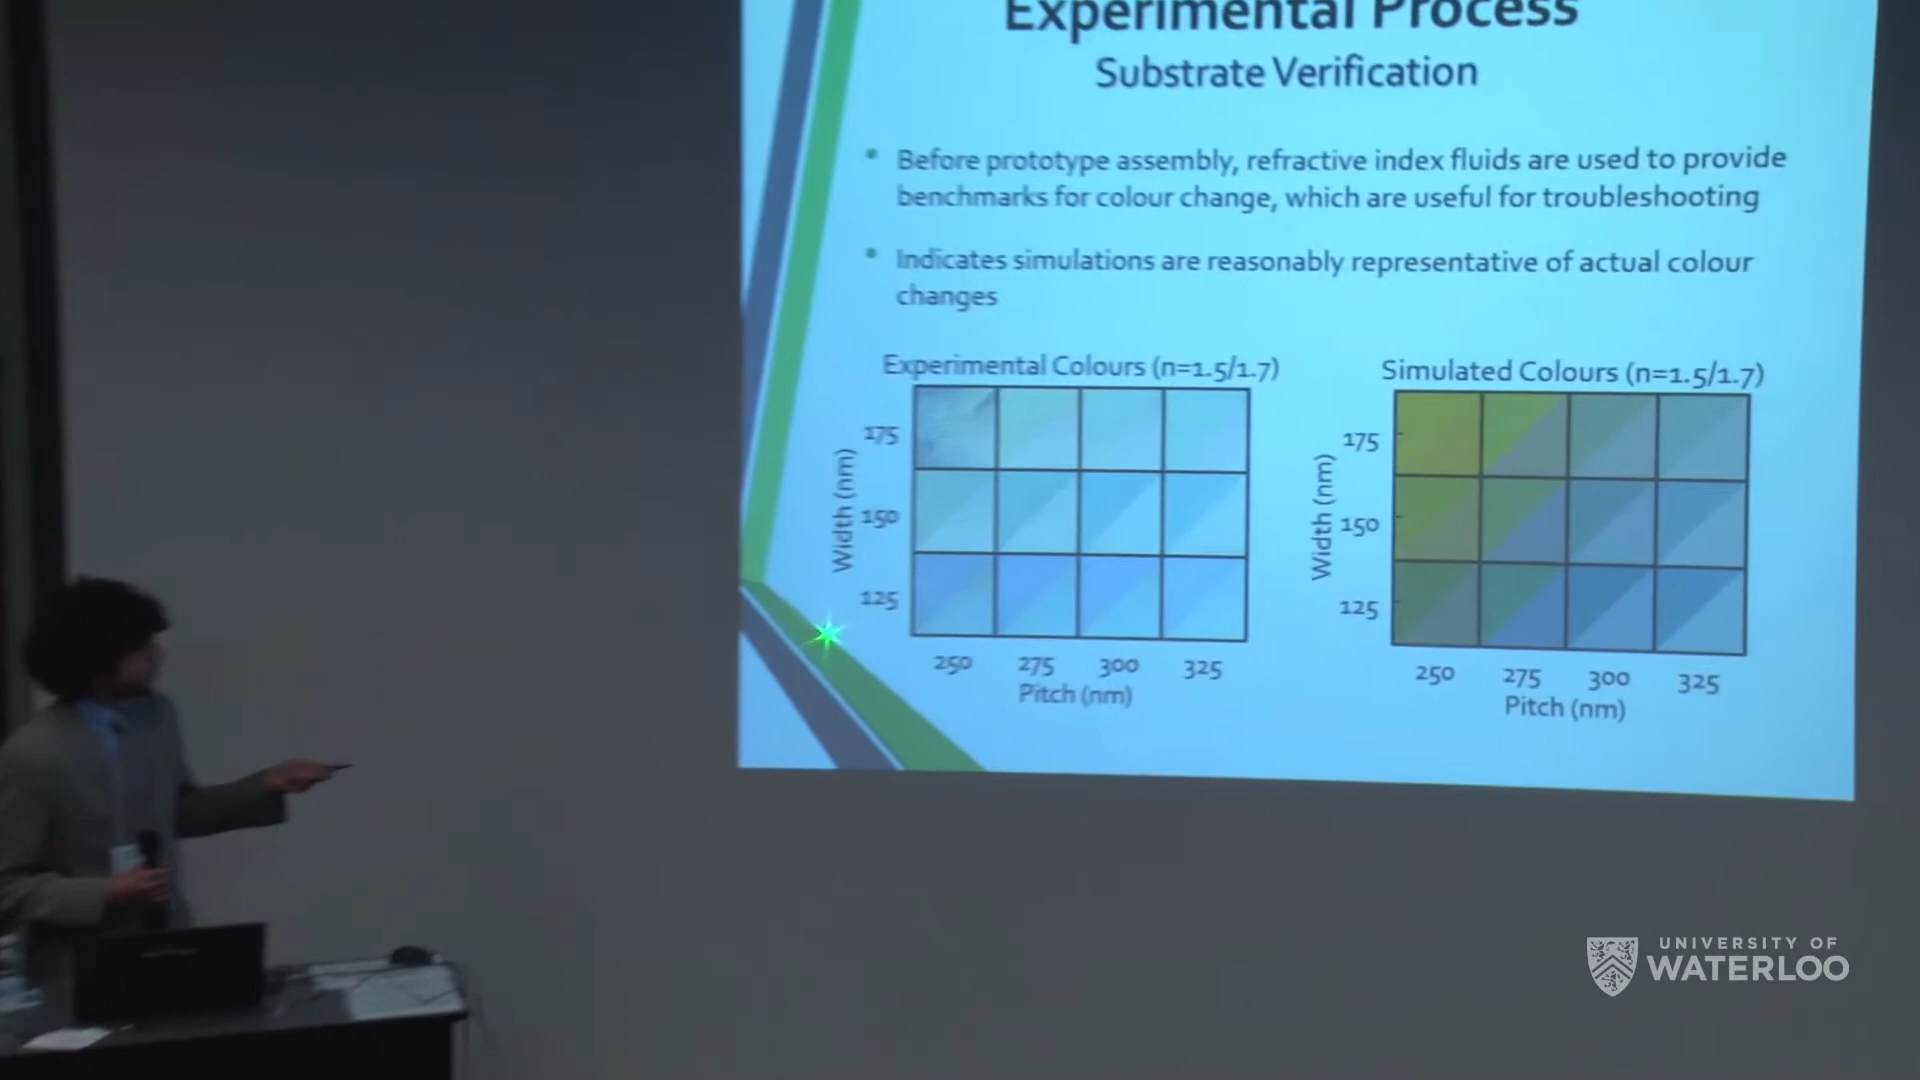 Experimental Process
Substrate Verification
Before prototype assembly, refractive index fluids are used to provide
benchmarks for colour change, which are useful for troubleshooting
Indicates simulations are reasonably representative of actual colour
changes
Experimental Colours (n=1.5/1.7)
Width (nm)
175
150
125
250 275 300 325
Pitch (nm)
Simulated Colours (n=1.5/1.7)
Width (nm)
175
150
125
250 275 300 325
Pitch (nm)
UNIVERSITY OF
WATERLOO